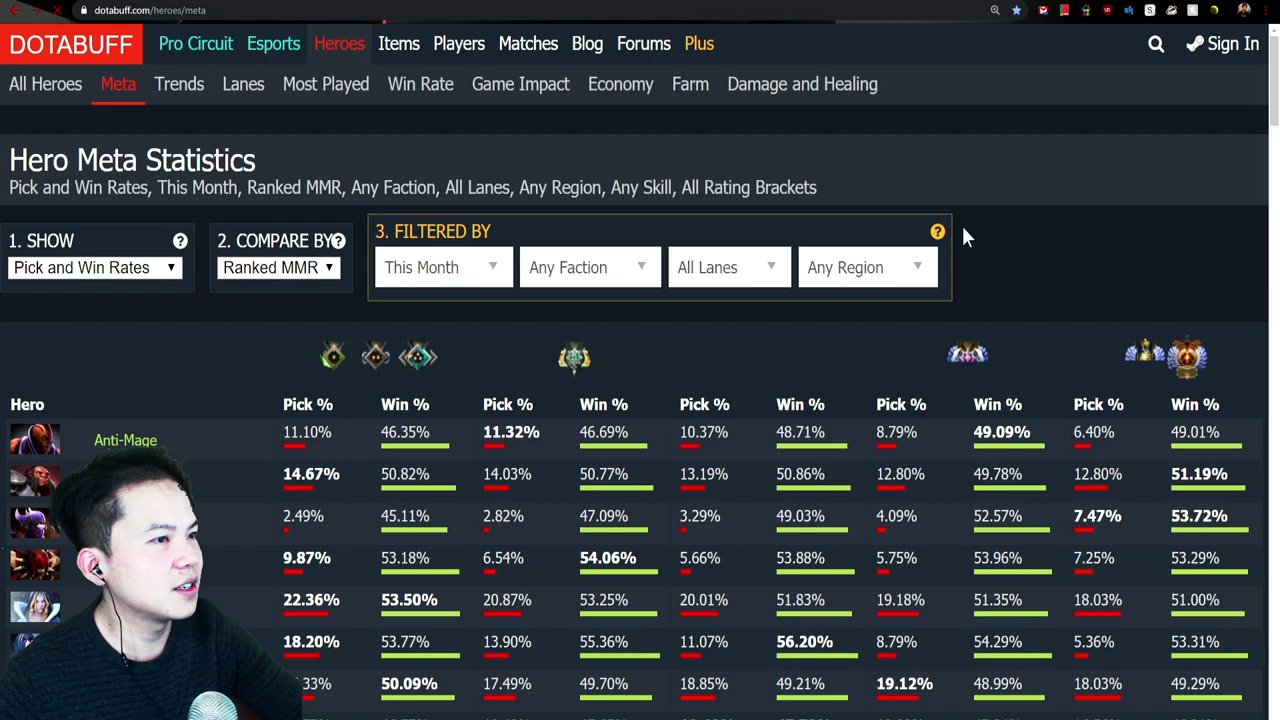 dotabuff.com/heroes/meta
DOTABUFF Pro Circuit Esports Heroes Items Players Matches Blog Forums Plus Sign In
All Heroes Meta Trends Lanes Most Played Win Rate Game Impact Economy Farm Damage and Healing
Hero Meta Statistics
Pick and Win Rates, This Month, Ranked MMR, Any Faction, All Lanes, Any Region, Any Skill, All Rating Brackets
1. SHOW ? 2. COMPARE BY ? 3. FILTERED BY ?
Pick and Win Rates Ranked MMR This Month Any Faction All Lanes Any Region
Hero Pick % Win % Pick % Win % Pick % Win % Pick % Win % Pick % Win %
Anti-Mage 11.10% 46.35% 11.32% 46.69% 10.37% 48.71% 8.79% 49.09% 6.40% 49.01%
14.67% 50.82% 14.03% 50.77% 13.19% 50.86% 12.80% 49.78% 12.80% 51.19%
2.49% 45.11% 2.82% 47.09% 3.29% 49.03% 4.09% 52.57% 7.47% 53.72%
9.87% 53.18% 6.54% 54.06% 5.66% 53.88% 5.75% 53.96% 7.25% 53.29%
22.36% 53.50% 20.87% 53.25% 20.01% 51.83% 19.18% 51.35% 18.03% 51.00%
18.20% 53.77% 13.90% 55.36% 11.07% 56.20% 8.79% 54.29% 5.36% 53.31%
.33% 50.09% 17.49% 49.70% 18.85% 49.21% 19.12% 48.99% 18.03% 49.29%